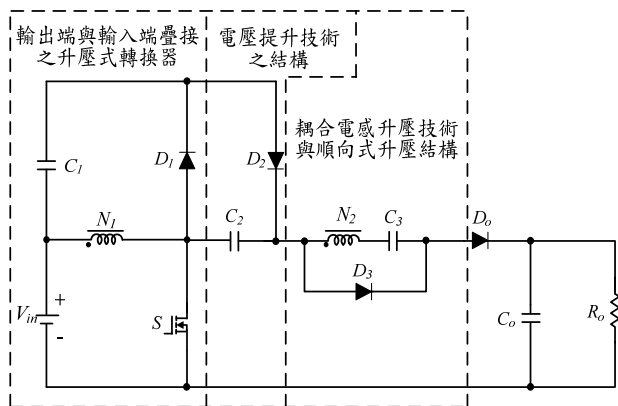 輸出端與輸入端疊接
之升壓式轉換器
電壓提升技術
之結構
耦合電感升壓技術
與順向式升壓結構
C1
D1
D2
N1
C2
N2
C3
Do
D3
Vin
+
-
S
Co
Ro